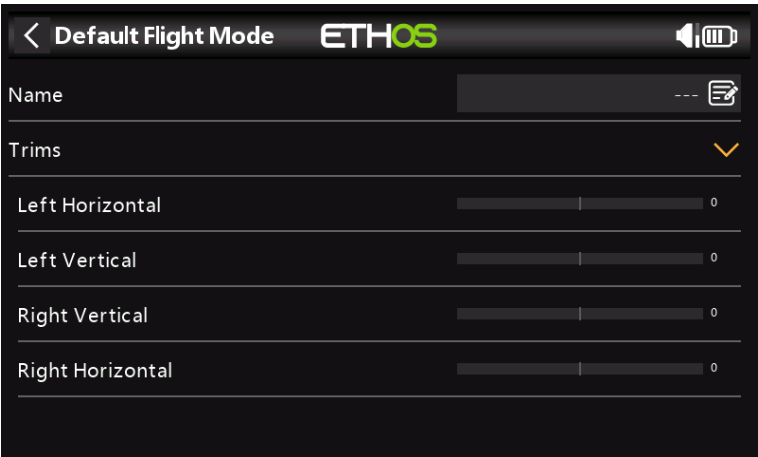 Default Flight Mode ETHOS
Name ---
Trims
Left Horizontal 0
Left Vertical 0
Right Vertical 0
Right Horizontal 0